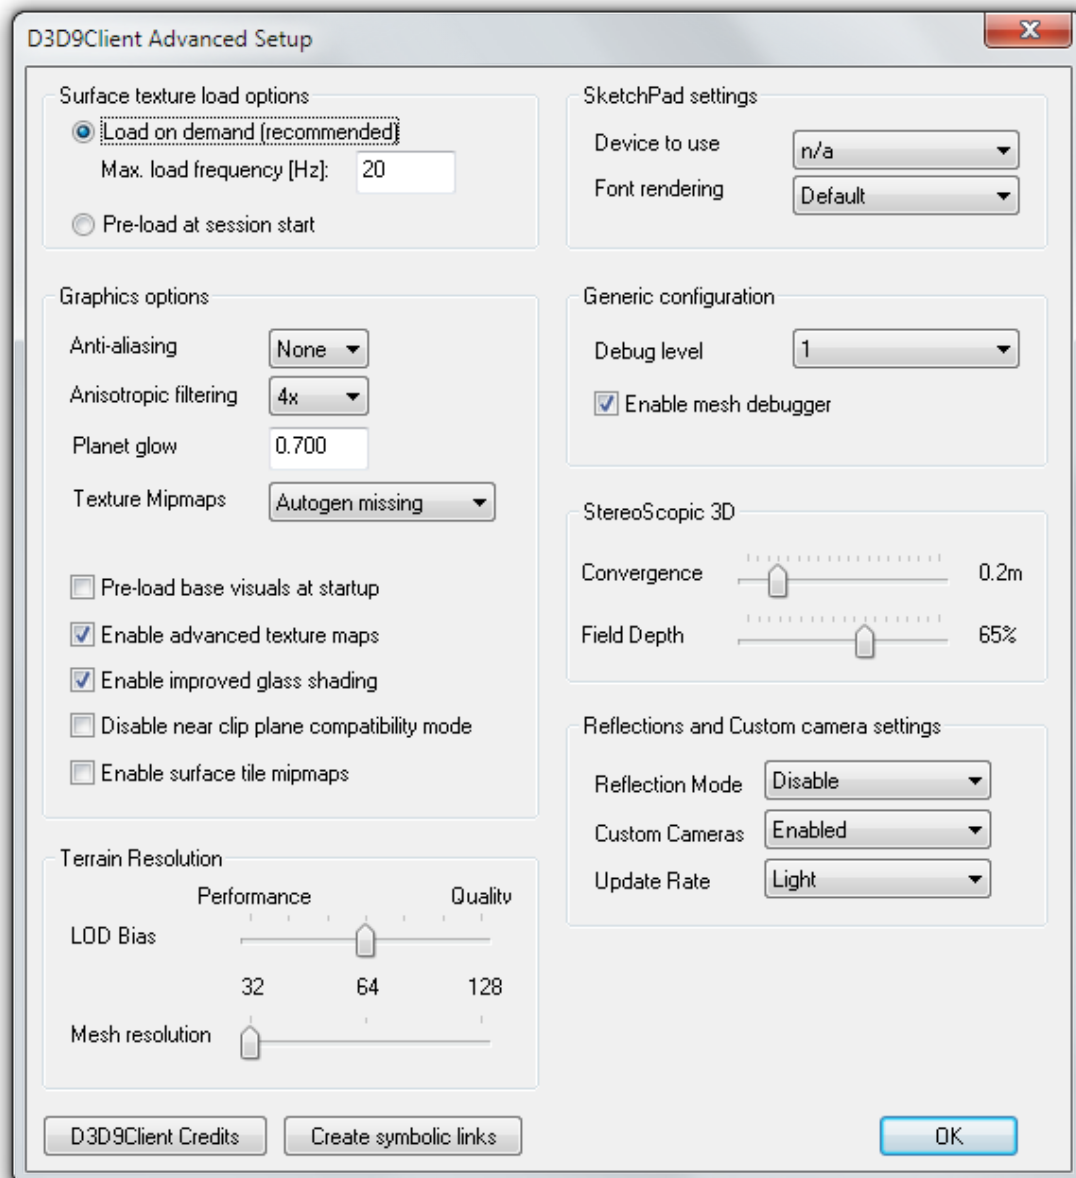 D3D9Client Advanced Setup
Surface texture load options
Load on demand (recommended)
Max. load frequency [Hz]: 20
Pre-load at session start
Graphics options
Anti-aliasing None
Anisotropic filtering 4x
Planet glow 0.700
Texture Mipmaps Autogen missing
Pre-load base visuals at startup
Enable advanced texture maps
Enable improved glass shading
Disable near clip plane compatibility mode
Enable surface tile mipmaps
Terrain Resolution
Performance Quality
LOD Bias
32 64 128
Mesh resolution
SketchPad settings
Device to use n/a
Font rendering Default
Generic configuration
Debug level 1
Enable mesh debugger
StereoScopic 3D
Convergence 0.2m
Field Depth 65%
Reflections and Custom camera settings
Reflection Mode Disable
Custom Cameras Enabled
Update Rate Light
D3D9Client Credits Create symbolic links OK